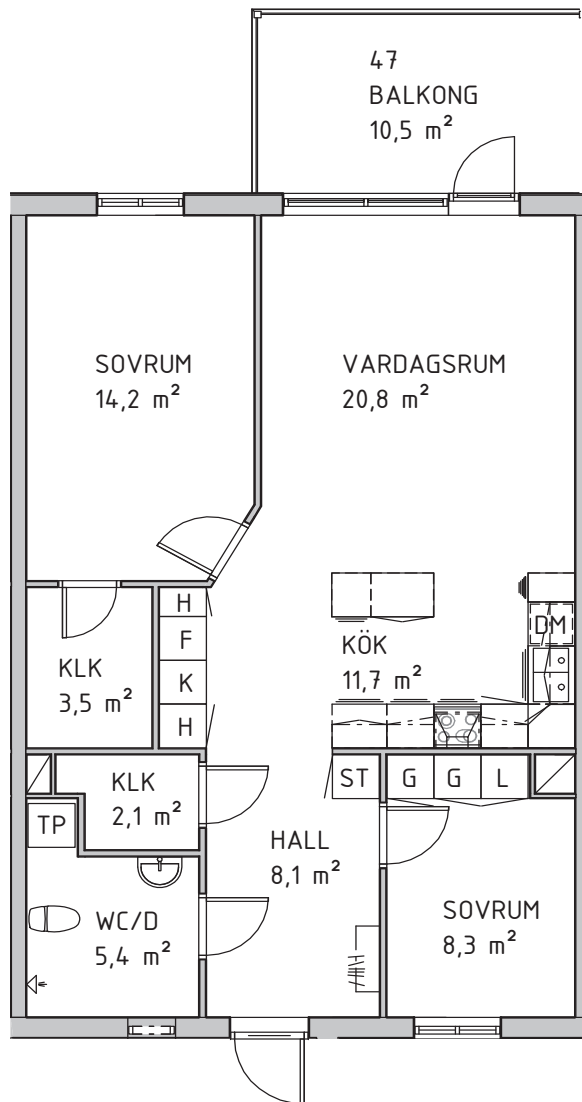 47
BALKONG
10,5 m²
SOVRUM
14,2 m²
VARDAGSRUM
20,8 m²
H
F
K
H
KLK
3,5 m²
KÖK
11,7 m²
DM
KLK
2,1 m²
ST
G
G
L
TP
HALL
8,1 m²
WC/D
5,4 m²
SOVRUM
8,3 m²